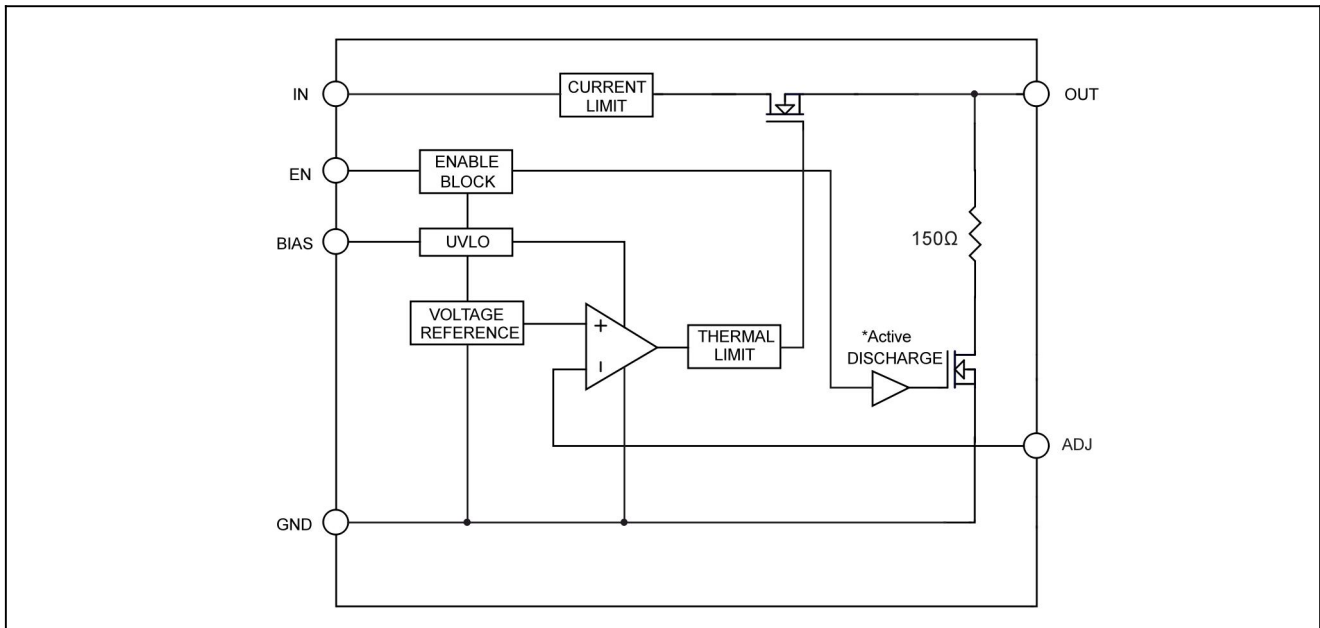 IN
CURRENT
LIMIT
OUT
EN
ENABLE
BLOCK
BIAS
UVLO
150Ω
VOLTAGE
REFERENCE
+
THERMAL
LIMIT
*Active
DISCHARGE
ADJ
GND